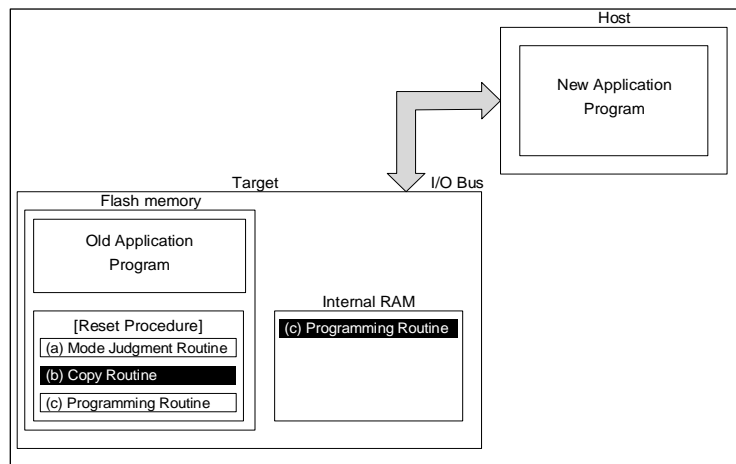 Host
New Application
Program
Target
I/O Bus
Flash memory
Old Application
Program
[Reset Procedure]
(a) Mode Judgment Routine
(b) Copy Routine
(c) Programming Routine
Internal RAM
(c) Programming Routine